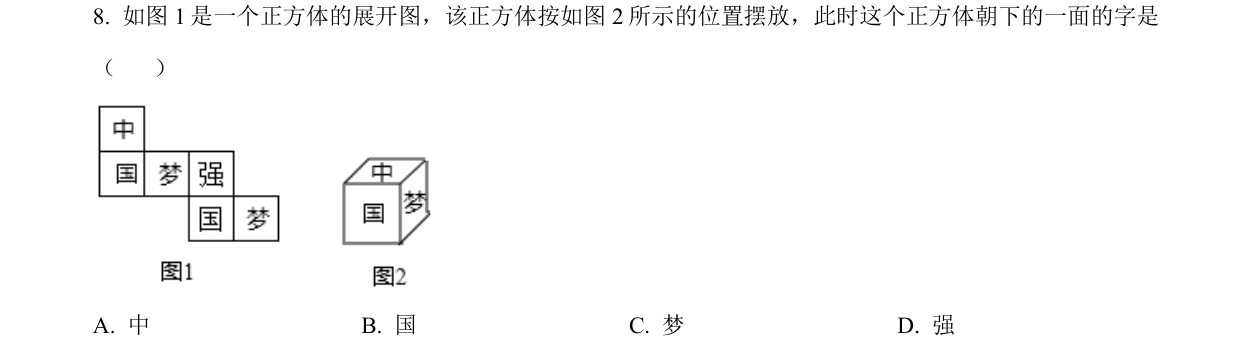 8. 如图 1 是一个正方体的展开图，该正方体按如图 2 所示的位置摆放，此时这个正方体朝下的一面的字是
（ ）
中
国 梦 强
国 梦
图1
中
国 梦
图2
A. 中 B. 国 C. 梦 D. 强